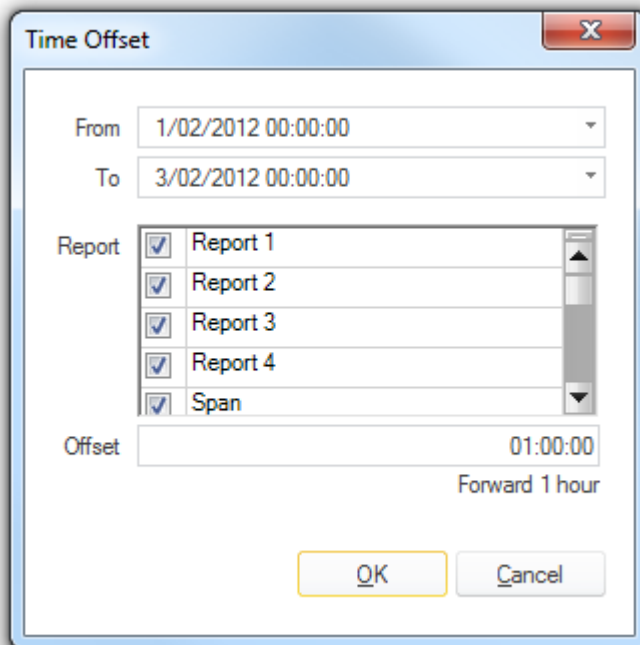 Time Offset
From 1/02/2012 00:00:00
To 3/02/2012 00:00:00
Report Report 1
Report 2
Report 3
Report 4
Span
Offset 01:00:00
Forward 1 hour
OK Cancel